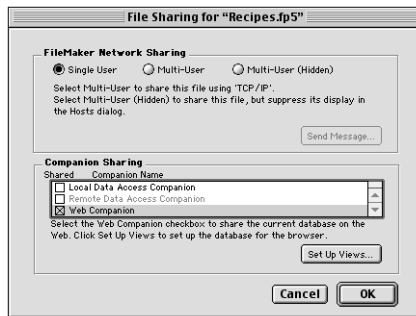 File Sharing for “Recipes.fp5”
FileMaker Network Sharing
Single User Multi-User Multi-User (Hidden)
Select Multi-User to share this file using 'TCP/IP'.
Select Multi-User (Hidden) to share this file, but suppress its display in
the Hosts dialog.
Send Message...
Companion Sharing
Shared Companion Name
Local Data Access Companion
Remote Data Access Companion
Web Companion
Select the Web Companion checkbox to share the current database on the
Web. Click Set Up Views to set up the database for the browser.
Set Up Views...
Cancel OK